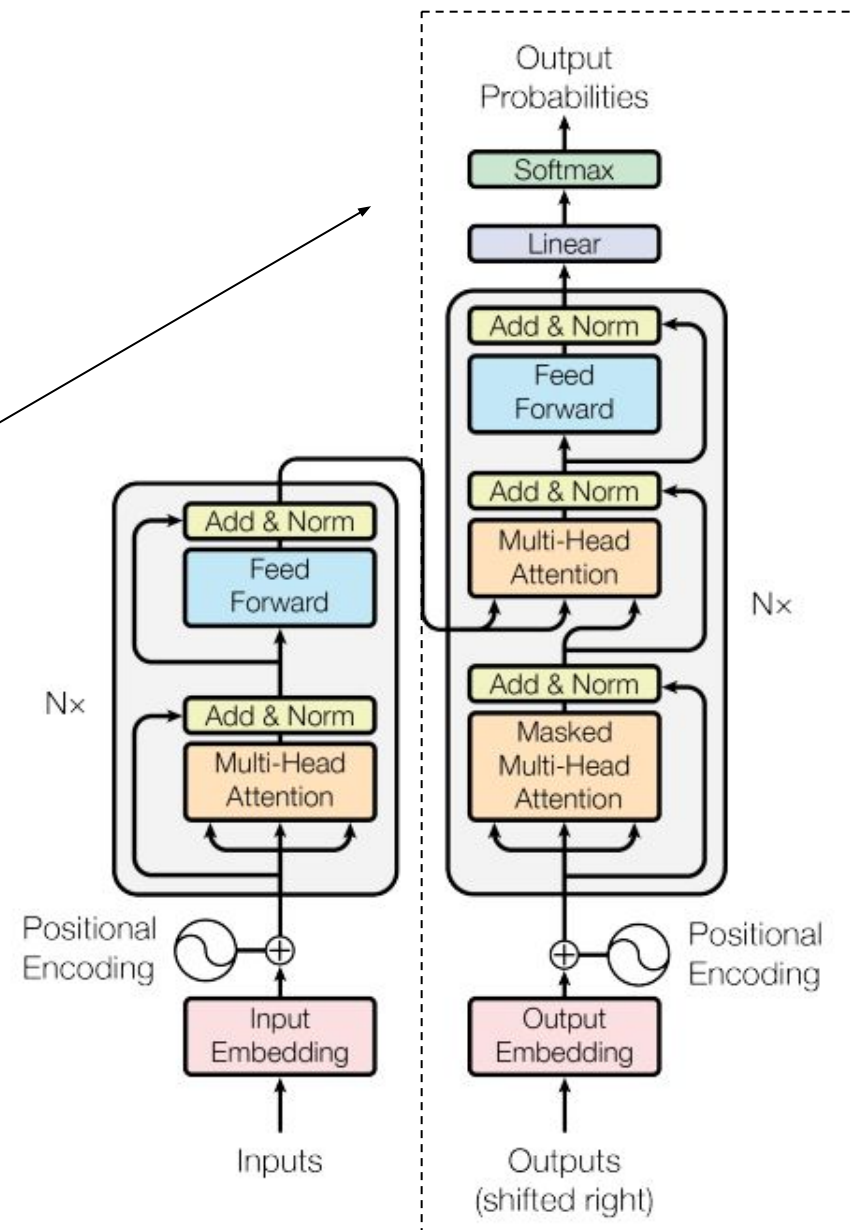 Output
Probabilities
Softmax
Linear
Add & Norm
Feed
Forward
Add & Norm
Multi-Head
Attention
Nx
Add & Norm
Masked
Multi-Head
Attention
Positional
Encoding
Output
Embedding
Outputs
(shifted right)
Add & Norm
Feed
Forward
Nx
Add & Norm
Multi-Head
Attention
Positional
Encoding
Input
Embedding
Inputs